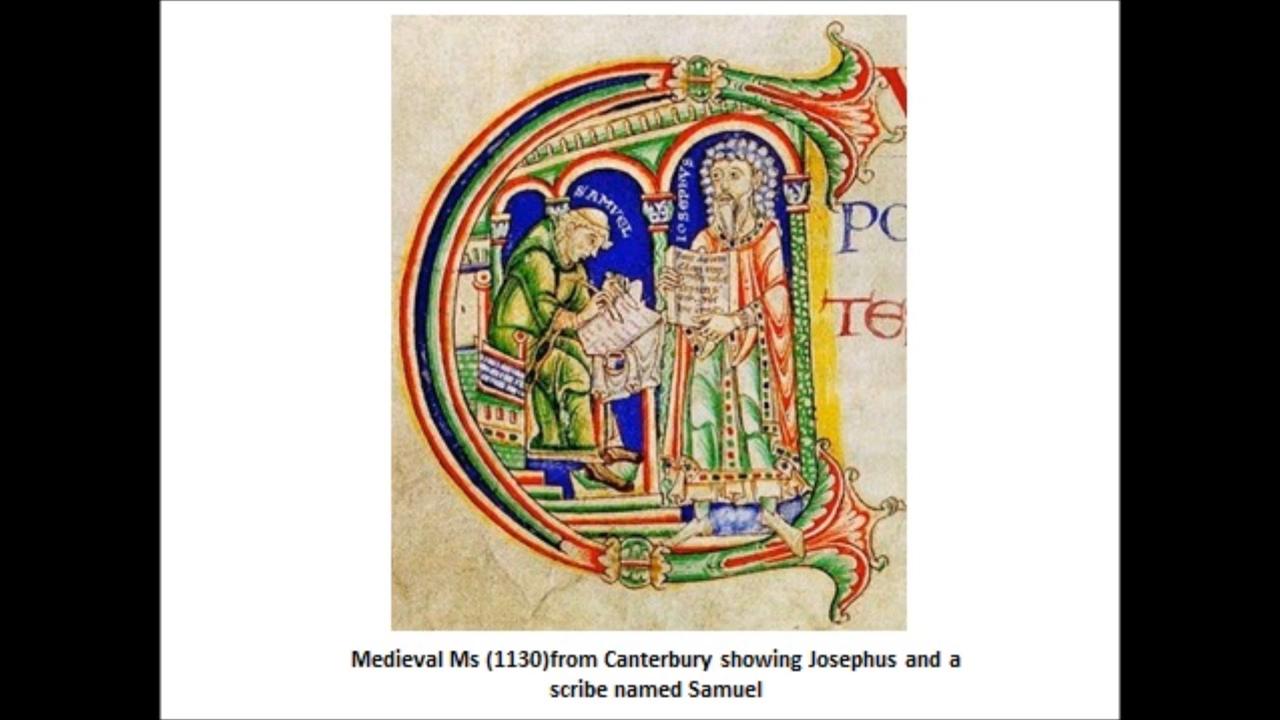 SAMVEL
IOSEPHVS
PO
TE
Medieval Ms (1130)from Canterbury showing Josephus and a
scribe named Samuel